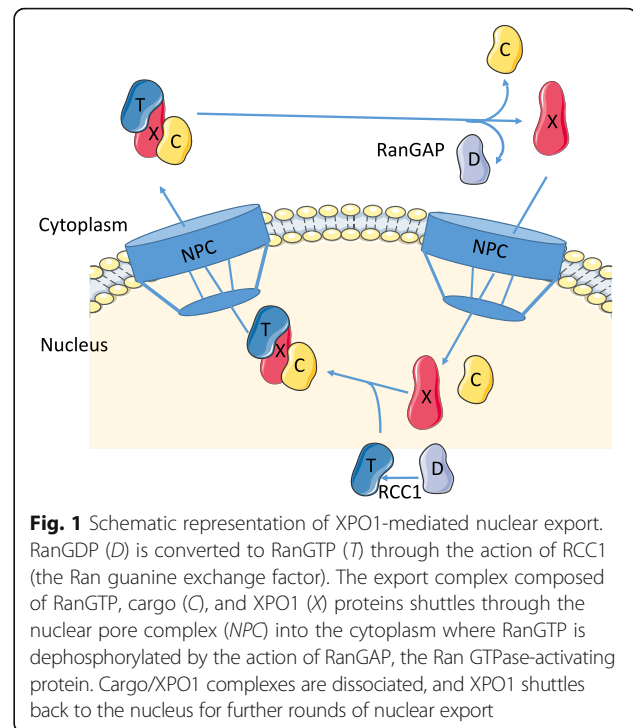 C
T
X
C
X
RanGAP
D
Cytoplasm
NPC
NPC
Nucleus
T
X
C
X
C
T
D
RCC1
Fig. 1 Schematic representation of XPO1-mediated nuclear export.
RanGDP (D) is converted to RanGTP (T) through the action of RCC1
(the Ran guanine exchange factor). The export complex composed
of RanGTP, cargo (C), and XPO1 (X) proteins shuttles through the
nuclear pore complex (NPC) into the cytoplasm where RanGTP is
dephosphorylated by the action of RanGAP, the Ran GTPase-activating
protein. Cargo/XPO1 complexes are dissociated, and XPO1 shuttles
back to the nucleus for further rounds of nuclear export